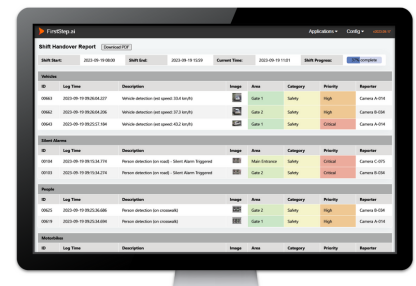 FirstStep.ai Applications Config
Shift Handover Report Download PDF
Shift Start: 2023-09-19 08:00 Shift End: 2023-09-19 15:59 Current Time: 2023-09-19 11:01 Shift Progress: 37% complete
Vehicles
ID Log Time Description Image Area Category Priority Reporter
00663 2023-09-19 09:26:04.227 Vehicle detection (est speed: 33.4 km/h) Gate 1 Safety High Camera A-014
00662 2023-09-19 09:26:04.206 Vehicle detection (est speed: 37.3 km/h) Gate 2 Safety High Camera B-034
00643 2023-09-19 09:25:57.184 Vehicle detection (est speed: 43.2 km/h) Gate 1 Safety Critical Camera A-014
Silent Alarms
ID Log Time Description Image Area Category Priority Reporter
00104 2023-09-19 09:15:34.774 Person detection (on road) - Silent Alarm Triggered Main Entrance Safety Critical Camera C-015
00103 2023-09-19 09:15:34.274 Person detection (on road) - Silent Alarm Triggered Gate 2 Safety Critical Camera B-034
People
ID Log Time Description Image Area Category Priority Reporter
00625 2023-09-19 09:25:36.686 Person detection (on crosswalk) Gate 2 Safety High Camera B-034
00619 2023-09-19 09:25:34.694 Person detection (on crosswalk) Gate 1 Safety High Camera A-014
Motorbikes
ID Log Time Description Image Area Category Priority Reporter